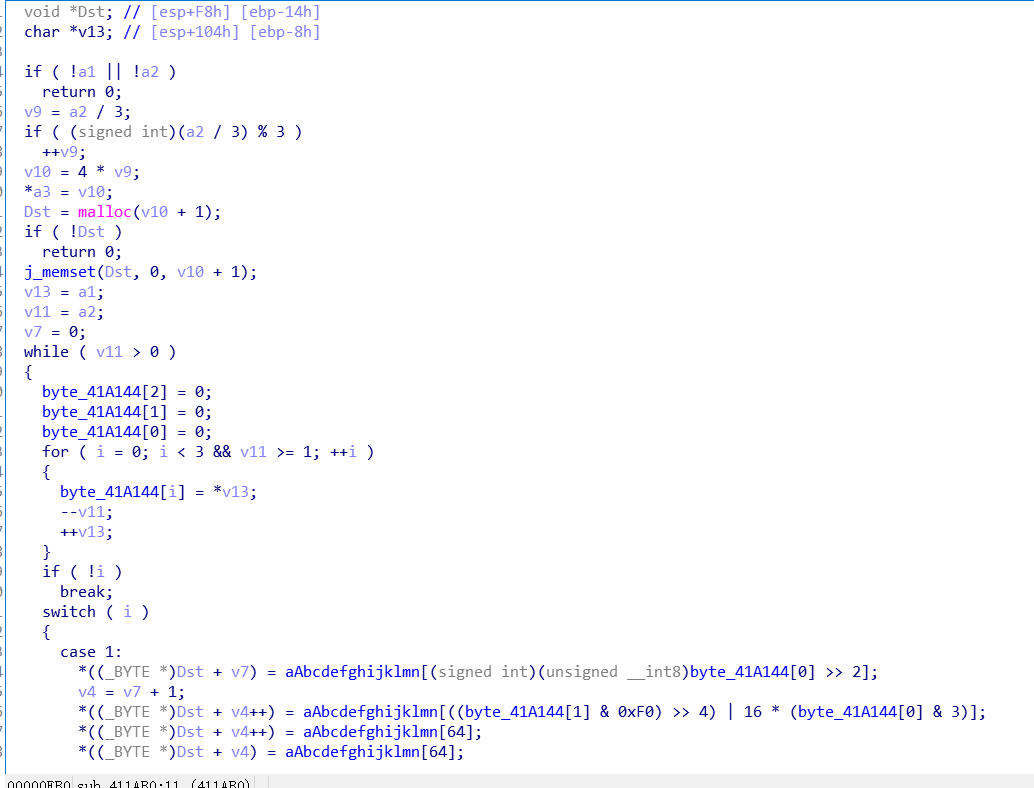 void *Dst; // [esp+F8h] [ebp-14h]
char *v13; // [esp+104h] [ebp-8h]
if ( !a1 || !a2 )
return 0;
v9 = a2 / 3;
if ( (signed int)(a2 / 3) % 3 )
++v9;
v10 = 4 * v9;
*a3 = v10;
Dst = malloc(v10 + 1);
if ( !Dst )
return 0;
j_memset(Dst, 0, v10 + 1);
v13 = a1;
v11 = a2;
v7 = 0;
while ( v11 > 0 )
{
byte_41A144[2] = 0;
byte_41A144[1] = 0;
byte_41A144[0] = 0;
for ( i = 0; i < 3 && v11 >= 1; ++i )
{
byte_41A144[i] = *v13;
--v11;
++v13;
}
if ( !i )
break;
switch ( i )
{
case 1:
*((_BYTE *)Dst + v7) = aAbcdefghijklmn[(signed int)(unsigned __int8)byte_41A144[0] >> 2];
v4 = v7 + 1;
*((_BYTE *)Dst + v4++) = aAbcdefghijklmn[((byte_41A144[1] & 0xF0) >> 4) | 16 * (byte_41A144[0] & 3)];
*((_BYTE *)Dst + v4++) = aAbcdefghijklmn[64];
*((_BYTE *)Dst + v4) = aAbcdefghijklmn[64];